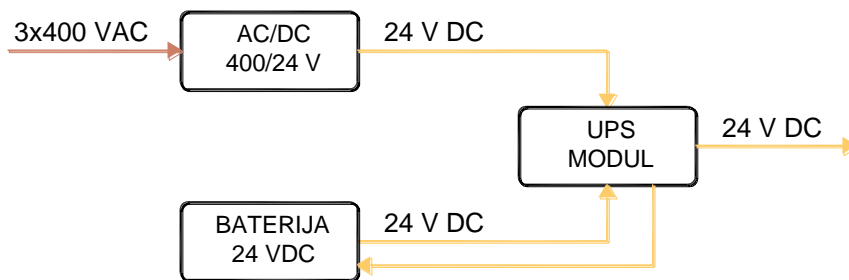 3x400 VAC
AC/DC
400/24 V
24 V DC
UPS
MODUL
24 V DC
BATERIJA
24 VDC
24 V DC